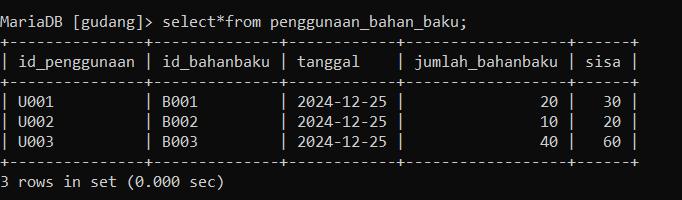 MariaDB [gudang]> select*from penggunaan_bahan_baku;
+---------------+--------------+------------+------------------+------+
| id_penggunaan | id_bahanbaku | tanggal    | jumlah_bahanbaku | sisa |
+---------------+--------------+------------+------------------+------+
| U001          | B001         | 2024-12-25 |               20 |   30 |
| U002          | B002         | 2024-12-25 |               10 |   20 |
| U003          | B003         | 2024-12-25 |               40 |   60 |
+---------------+--------------+------------+------------------+------+
3 rows in set (0.000 sec)